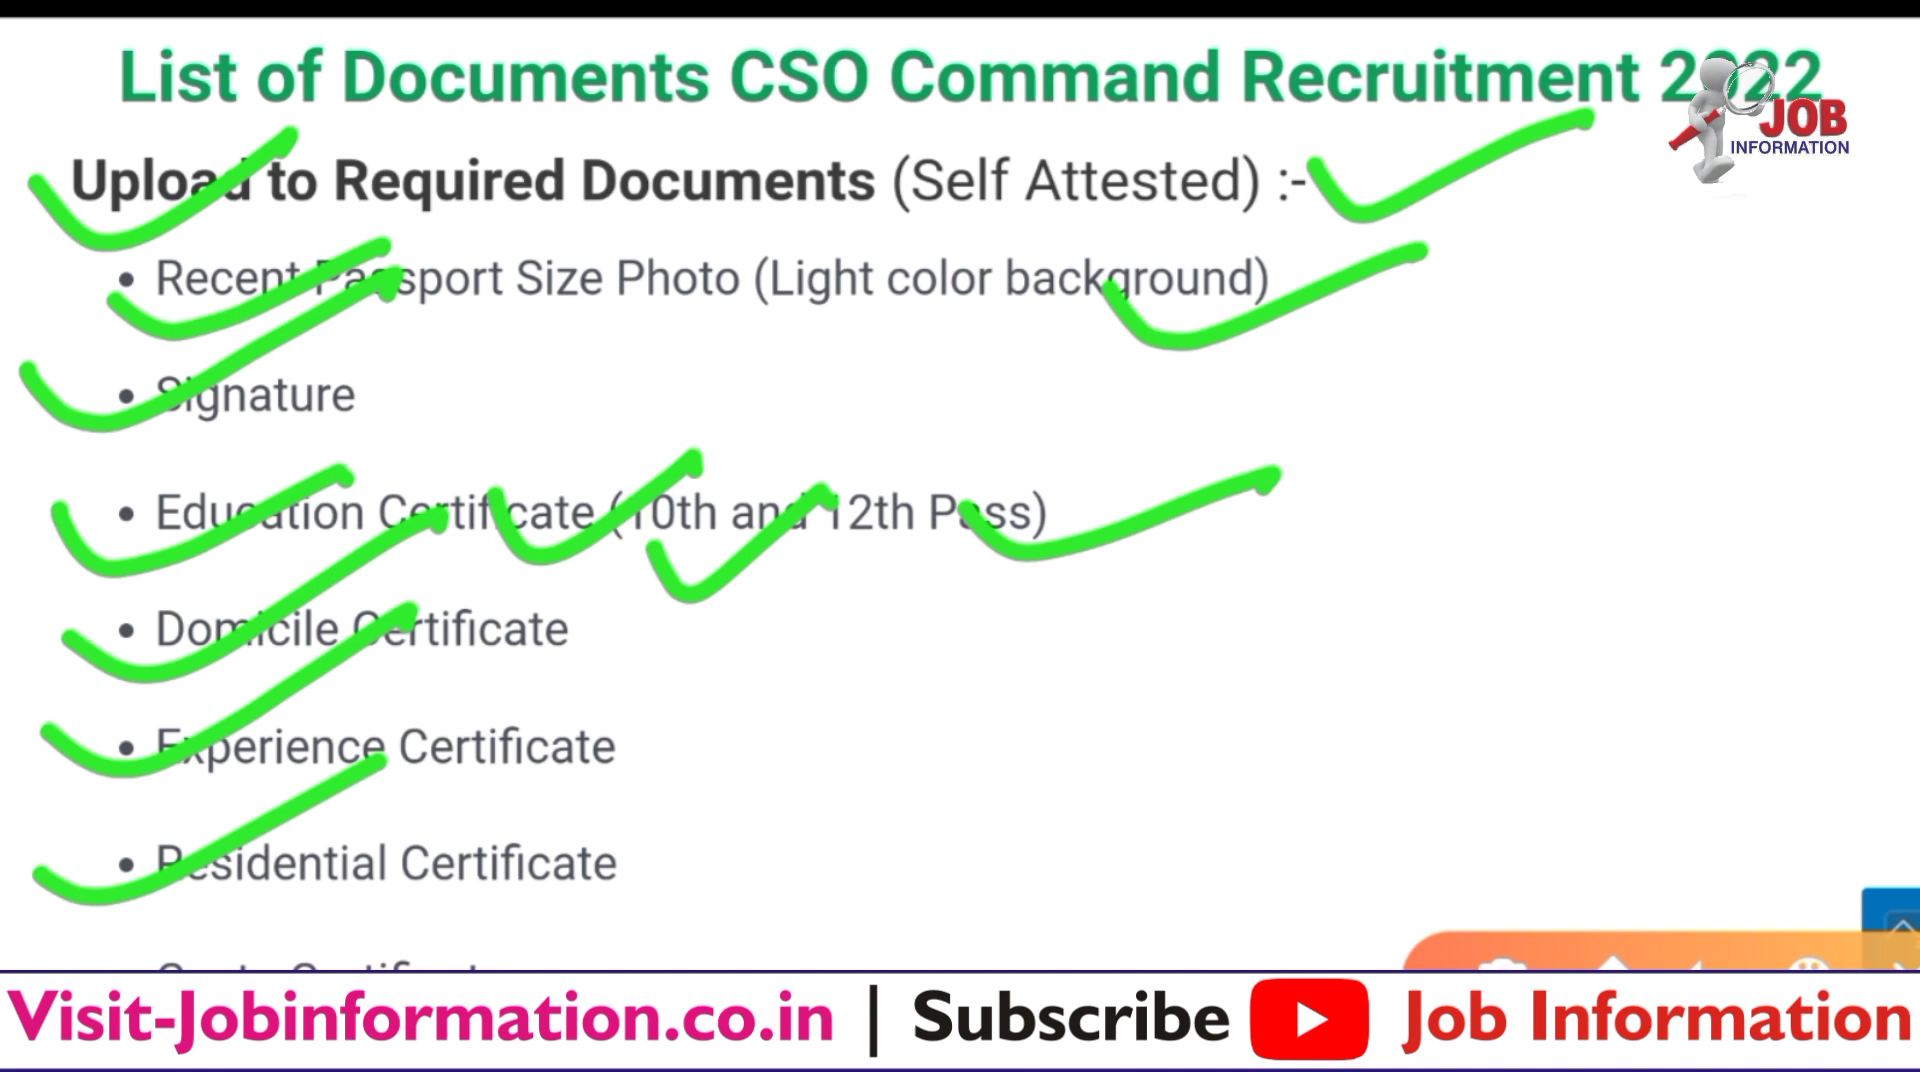 List of Documents CSO Command Recruitment 2022
JOB
INFORMATION
Upload to Required Documents (Self Attested) :-
• Recent Passport Size Photo (Light color background)
• Signature
• Education Certificate (10th and 12th Pass)
• Domicile Certificate
• Experience Certificate
• Residential Certificate
Visit-Jobinformation.co.in | Subscribe Job Information